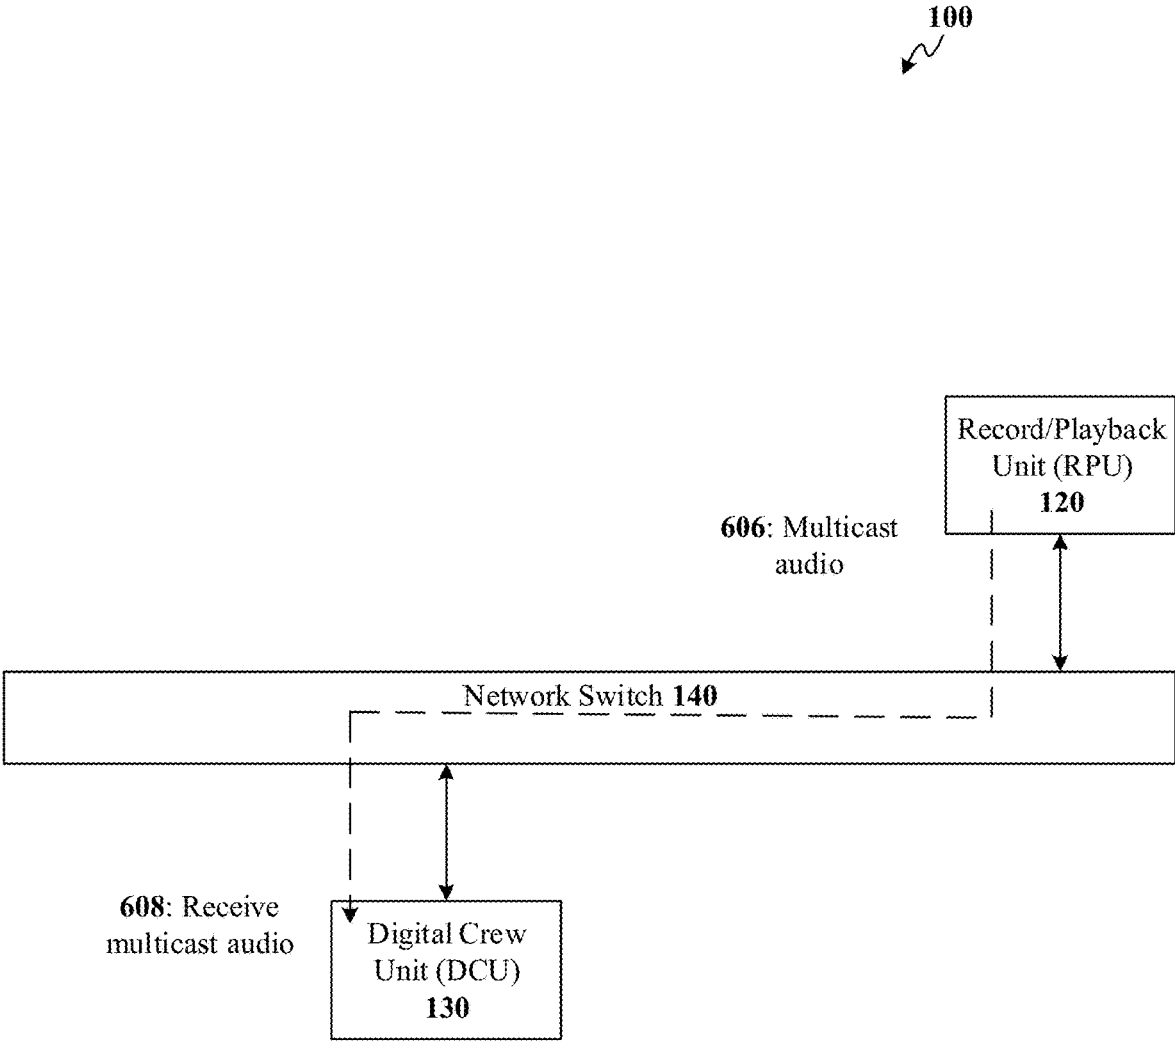 100
Record/Playback
Unit (RPU)
120
606: Multicast
audio
Network Switch 140
608: Receive
multicast audio
Digital Crew
Unit (DCU)
130